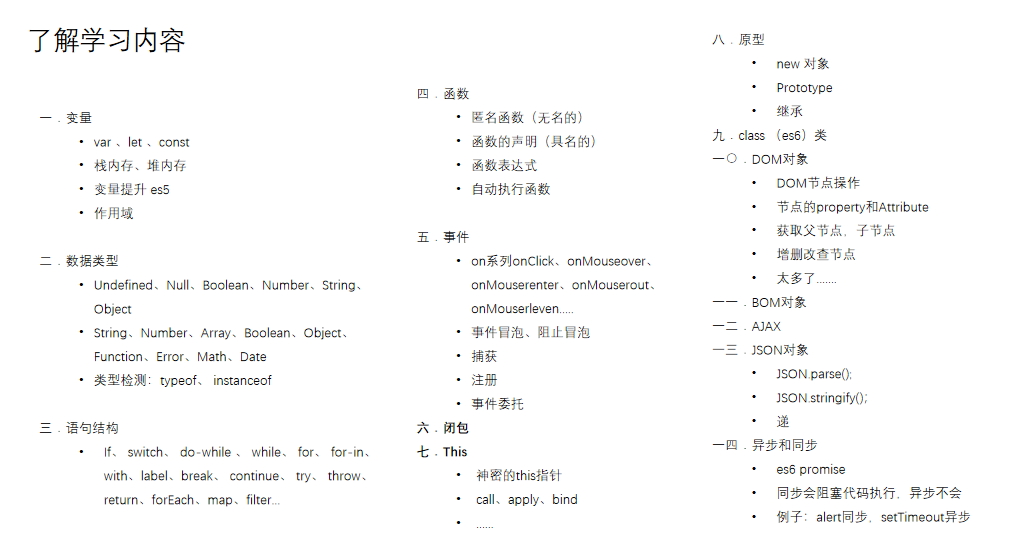 了解学习内容
一．变量
• var 、let 、const
• 栈内存、堆内存
• 变量提升 es5
• 作用域
二．数据类型
• Undefined、Null、Boolean、Number、String、
Object
• String、Number、Array、Boolean、Object、
Function、Error、Math、Date
• 类型检测：typeof、 instanceof
三．语句结构
• If、 switch、 do-while 、 while、 for、 for-in、
with、label、break、 continue、 try、 throw、
return、forEach、map、filter...
四．函数
• 匿名函数（无名的）
• 函数的声明（具名的）
• 函数表达式
• 自动执行函数
五．事件
• on系列onClick、onMouseover、
onMouserenter、onMouserout、
onMouserleven.....
• 事件冒泡、阻止冒泡
• 捕获
• 注册
• 事件委托
六．闭包
七．This
• 神密的this指针
• call、apply、bind
• ......
八．原型
• new 对象
• Prototype
• 继承
九．class （es6）类
一〇．DOM对象
• DOM节点操作
• 节点的property和Attribute
• 获取父节点，子节点
• 增删改查节点
• 太多了.......
一一．BOM对象
一二．AJAX
一三．JSON对象
• JSON.parse();
• JSON.stringify();
• 递
一四．异步和同步
• es6 promise
• 同步会阻塞代码执行，异步不会
• 例子：alert同步，setTimeout异步